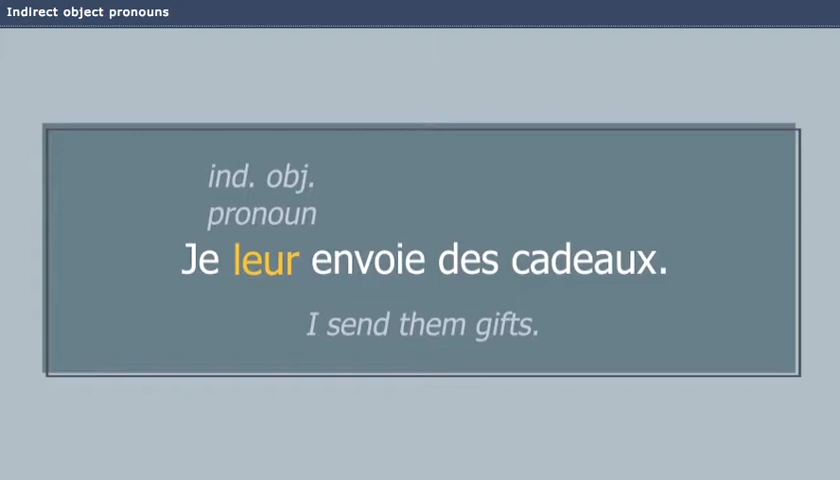 Indirect object pronouns
ind. obj.
pronoun
Je leur envoie des cadeaux.
I send them gifts.